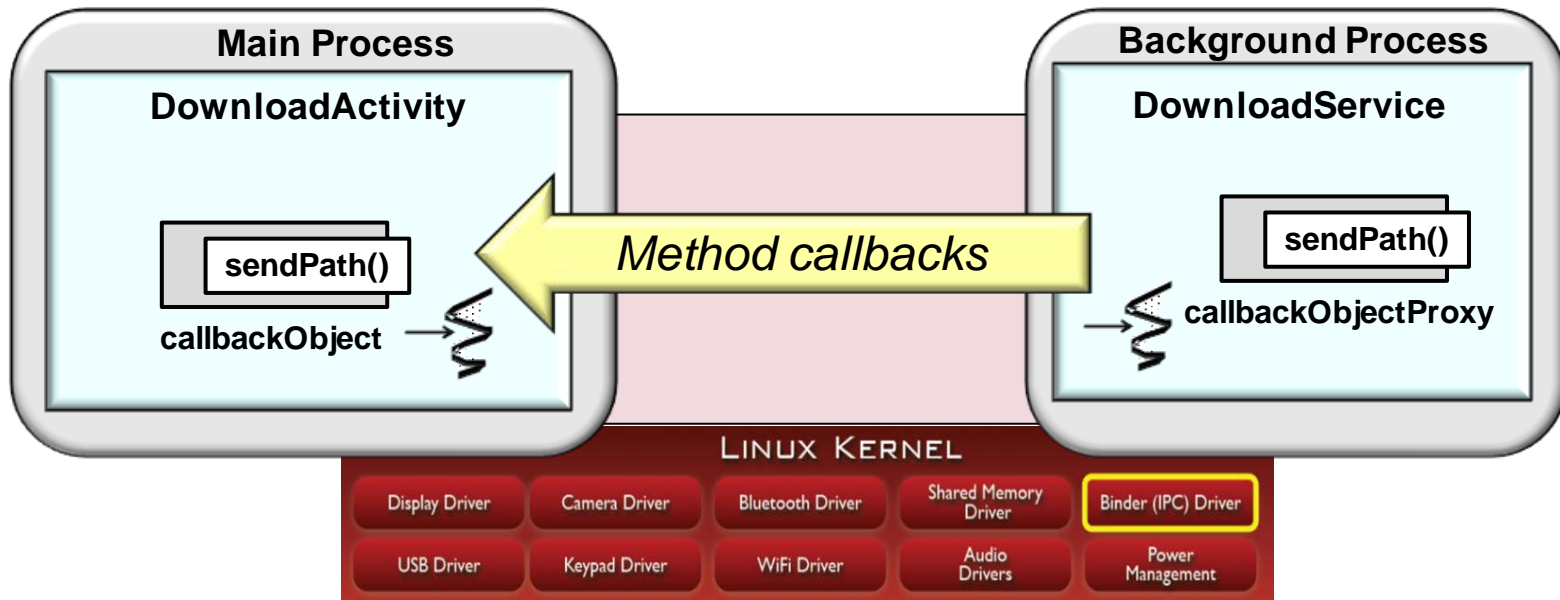 Main Process
DownloadActivity
sendPath()
callbackObject
Method callbacks
Background Process
DownloadService
sendPath()
callbackObjectProxy
LINUX KERNEL
Display Driver
Camera Driver
Bluetooth Driver
Shared Memory
Driver
Binder (IPC) Driver
USB Driver
Keypad Driver
WiFi Driver
Audio
Drivers
Power
Management